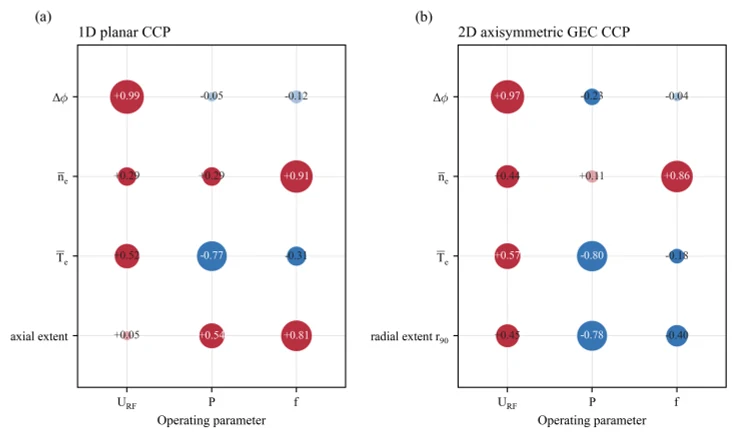 (a)
1D planar CCP
Δϕ +0.99 -0.05 -0.12
n̅e +0.29 +0.29 +0.91
T̅e +0.52 -0.77 -0.31
axial extent +0.05 +0.54 +0.81
URF P f
Operating parameter
(b)
2D axisymmetric GEC CCP
Δϕ +0.97 -0.23 -0.04
n̅e +0.44 +0.11 +0.86
T̅e +0.57 -0.80 -0.18
radial extent r90 +0.45 -0.78 -0.40
URF P f
Operating parameter